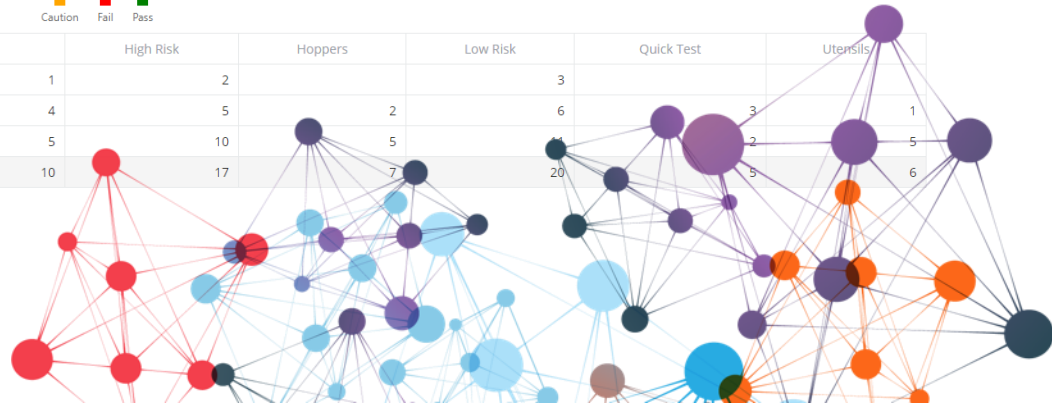 Caution Fail Pass
High Risk Hoppers Low Risk Quick Test Utensils
1 2 3
4 5 2 6 3 1
5 10 5 2 5
10 17 7 20 5 6